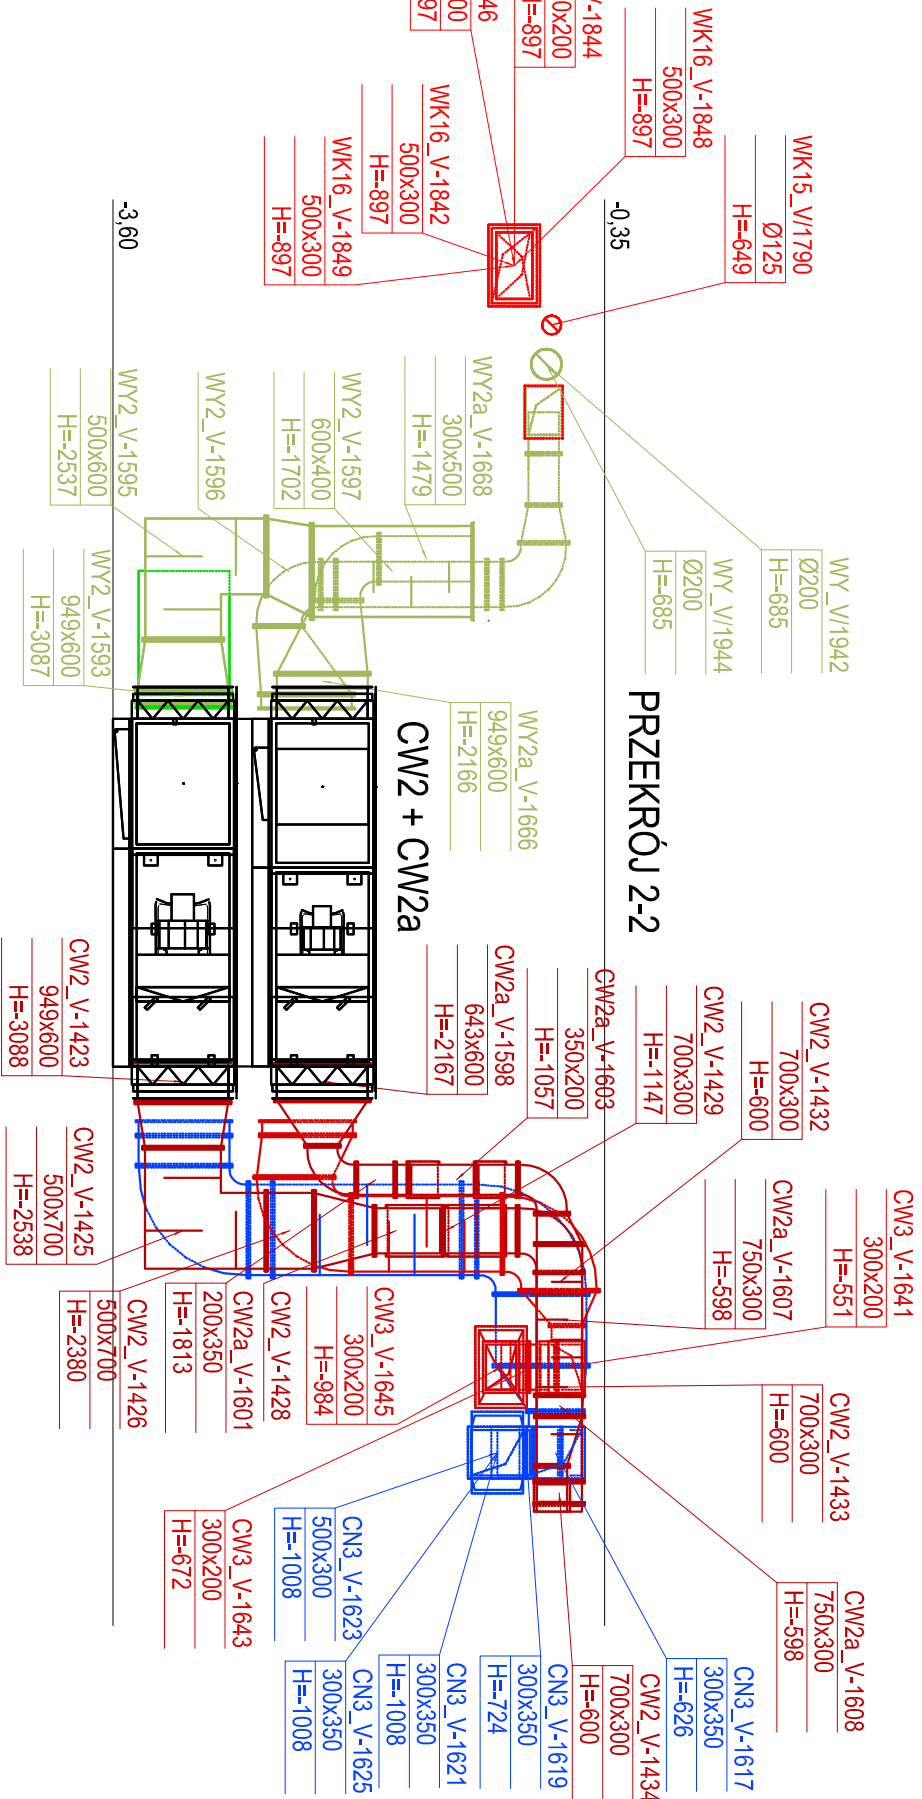 46
00
97
V-1844
0x200
H=-897
WK16_V-1848
500x300
H=-897
WK15_V/1790
Ø125
H=-649
WK16_V-1842
500x300
H=-897
WK16_V-1849
500x300
H=-897
-0,35
-3,60
WY2a_V-1668
300x500
H=-1479
WY2_V-1597
600x400
H=-1702
WY2_V-1596
WY2_V-1595
500x600
H=-2537
WY2_V-1593
949x600
H=-3087
WY_V/1942
Ø200
H=-685
WY_V/1944
Ø200
H=-685
WY2a_V-1666
949x600
H=-2166
PRZEKRÓJ 2-2
CW2 + CW2a
CW2_V-1423
949x600
H=-3088
CW2a_V-1598
643x600
H=-2167
CW2a_V-1603
350x200
H=-1057
CW2_V-1429
700x300
H=-1147
CW2_V-1432
700x300
H=-600
CW2_V-1425
500x700
H=-2538
CW2_V-1426
500x700
H=-2380
CW2a_V-1601
200x350
H=-1813
CW2_V-1428
CW3_V-1645
300x200
H=-984
CW2a_V-1607
750x300
H=-598
CW3_V-1641
300x200
H=-551
CW2_V-1433
700x300
H=-600
CW3_V-1643
300x200
H=-672
CN3_V-1623
500x300
H=-1008
CW2a_V-1608
750x300
H=-598
CN3_V-1625
300x350
H=-1008
CN3_V-1621
300x350
H=-1008
CN3_V-1619
300x350
H=-724
CW2_V-1434
700x300
H=-600
CN3_V-1617
300x350
H=-626